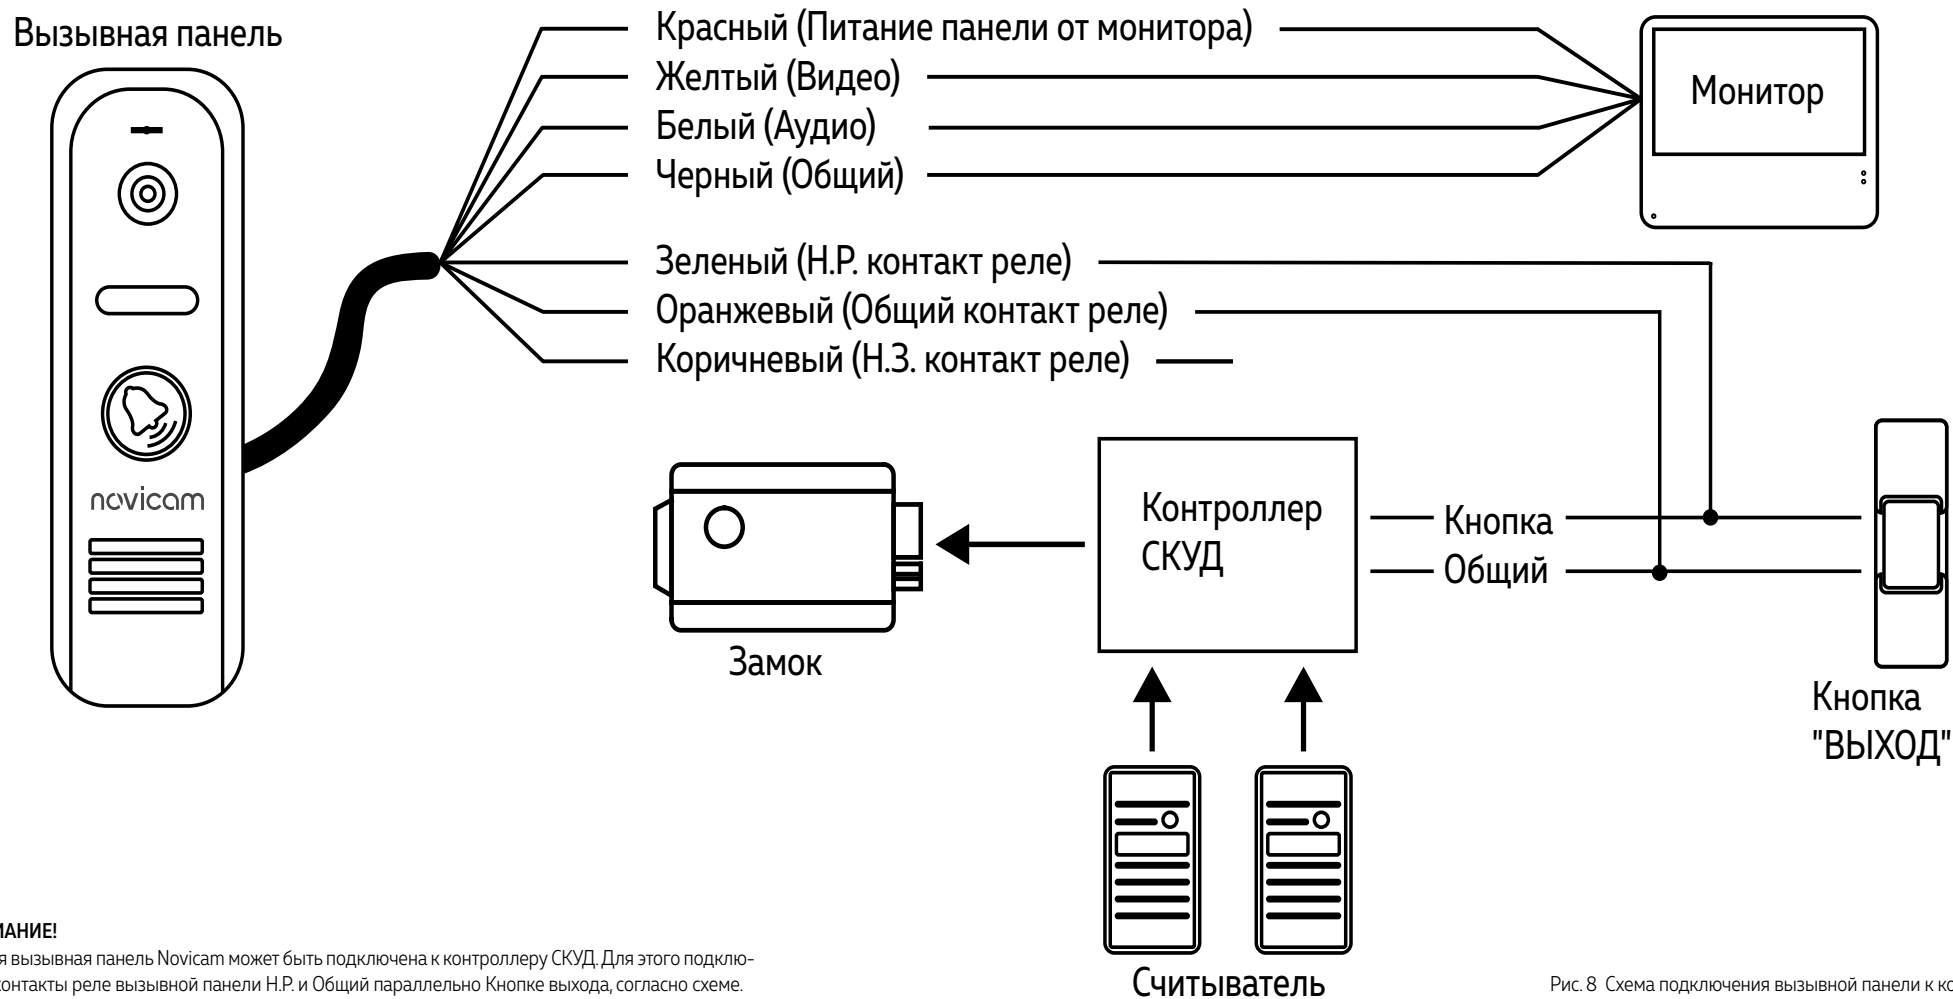 Вызывная панель
Красный (Питание панели от монитора)
Желтый (Видео)
Белый (Аудио)
Черный (Общий)
Монитор
Зеленый (Н.Р. контакт реле)
Оранжевый (Общий контакт реле)
Коричневый (Н.З. контакт реле)
novicam
Контроллер
СКУД
Кнопка
Общий
Замок
Кнопка
"ВЫХОД"
Считыватель
вызывная панель Novicam может быть подключена к контроллеру СКУД. Для этого подклю-
контакты реле вызывной панели Н.Р. и Общий параллельно Кнопке выхода, согласно схеме.
Рис. 8 Схема подключения вызывной панели к